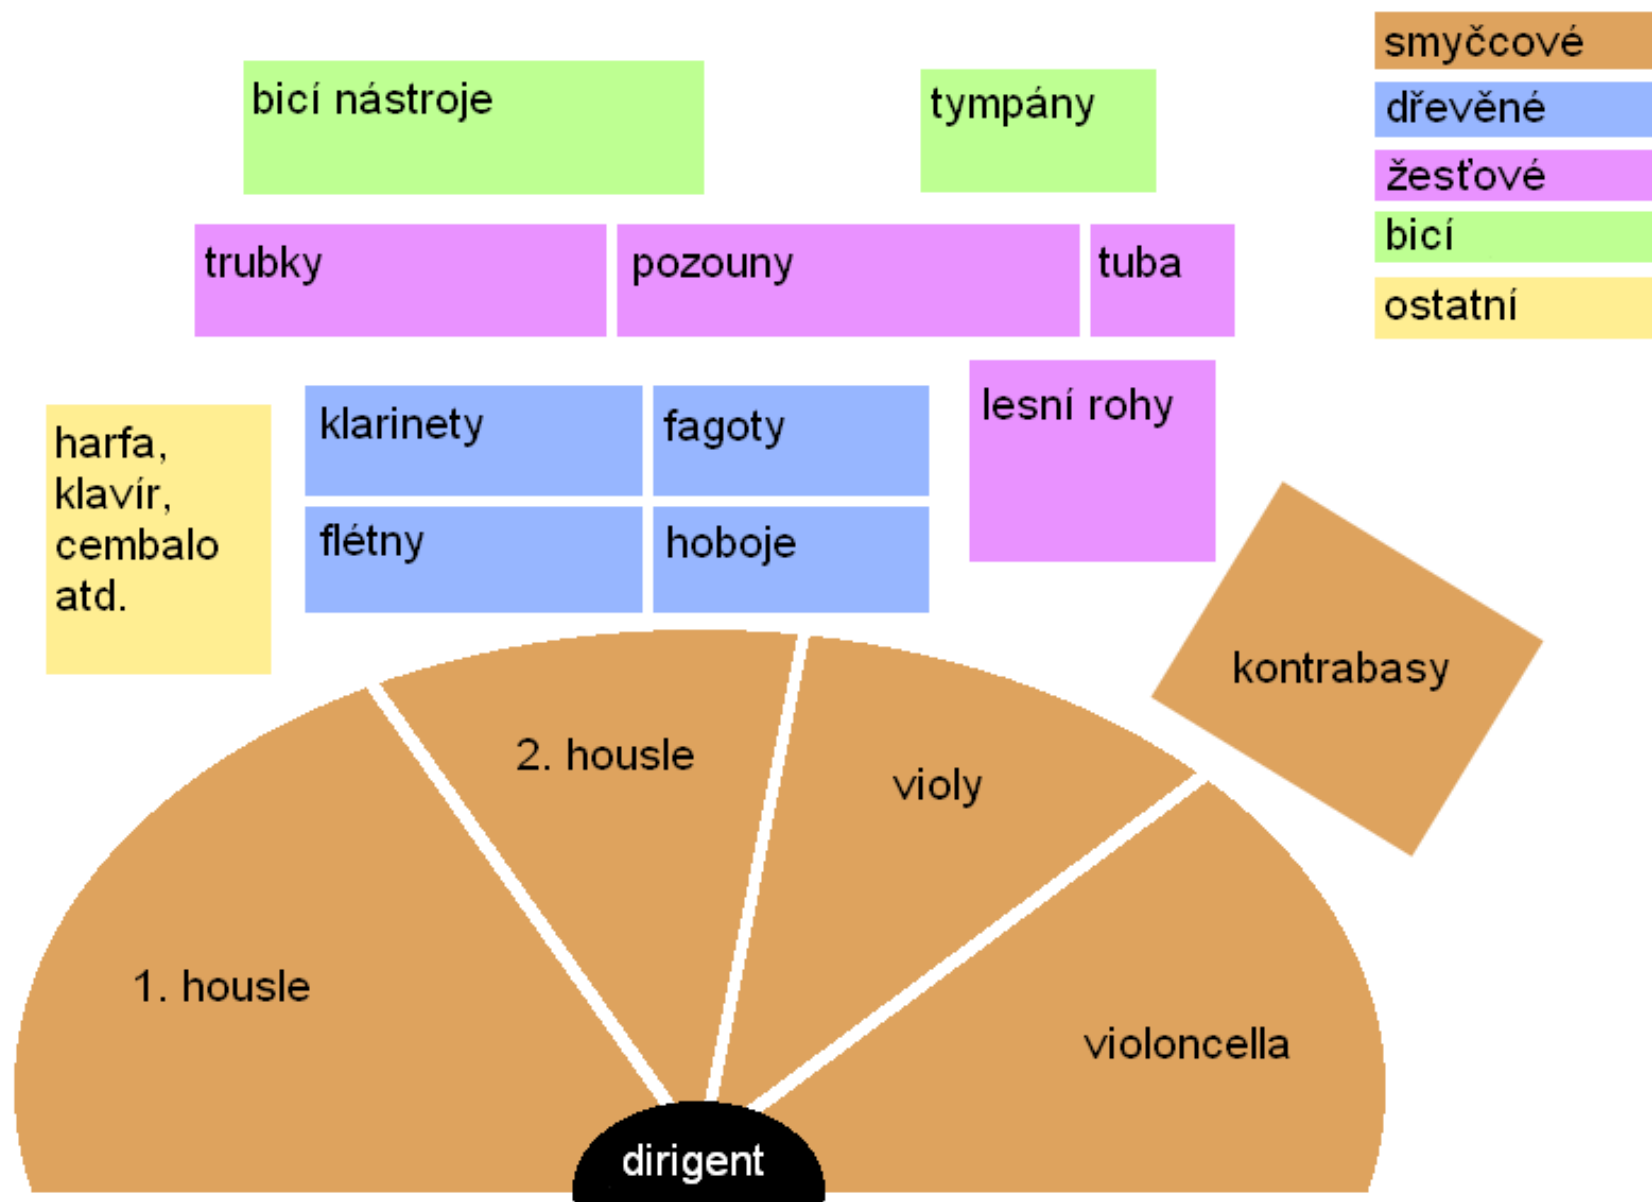 smyčcové
dřevěné
žesťové
bicí
ostatní
bicí nástroje
tympány
trubky
pozouny
tuba
lesní rohy
klarinety
fagoty
harfa,
klavír,
cembalo
atd.
flétny
hoboje
kontrabasy
2. housle
violy
1. housle
violoncella
dirigent